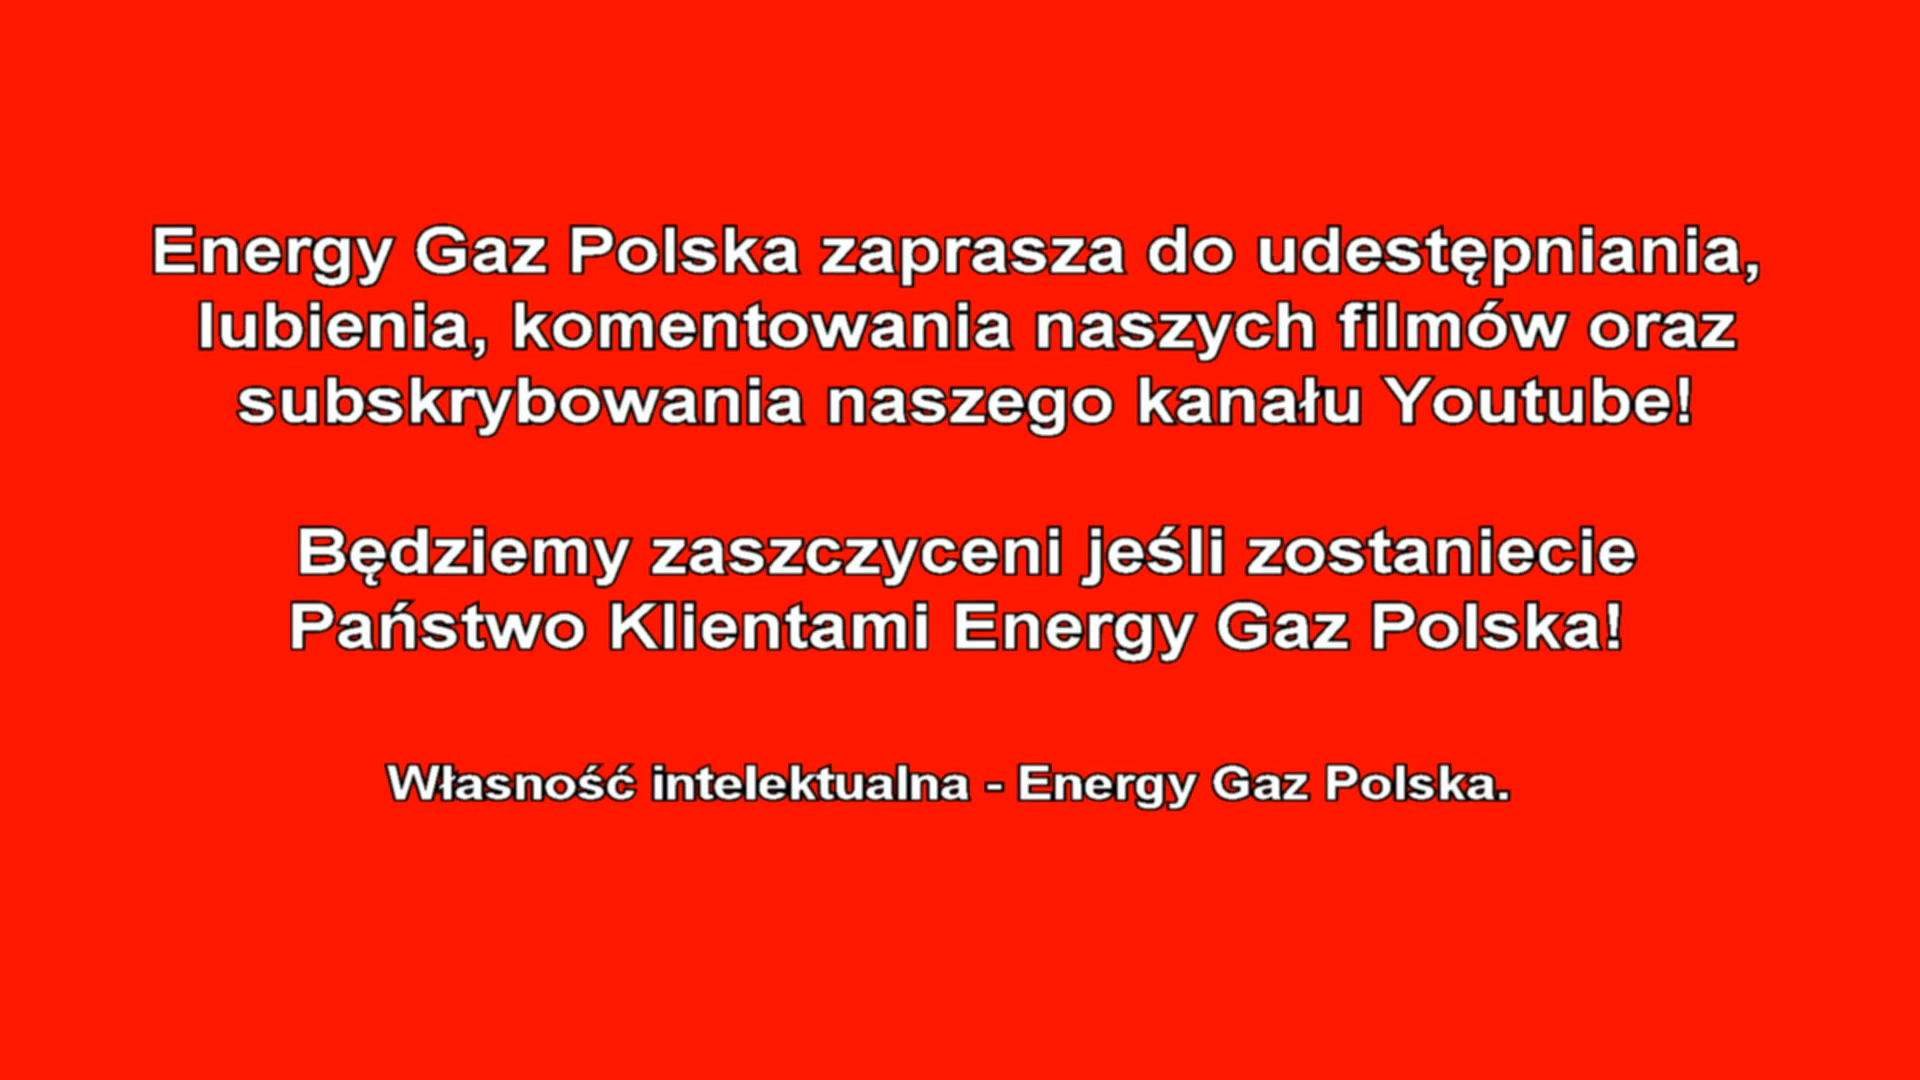 Energy Gaz Polska zaprasza do udestępniania,
lubienia, komentowania naszych filmów oraz
subskrybowania naszego kanału Youtube!
Będziemy zaszczyceni jeśli zostaniecie
Państwo Klientami Energy Gaz Polska!
Własność intelektualna - Energy Gaz Polska.